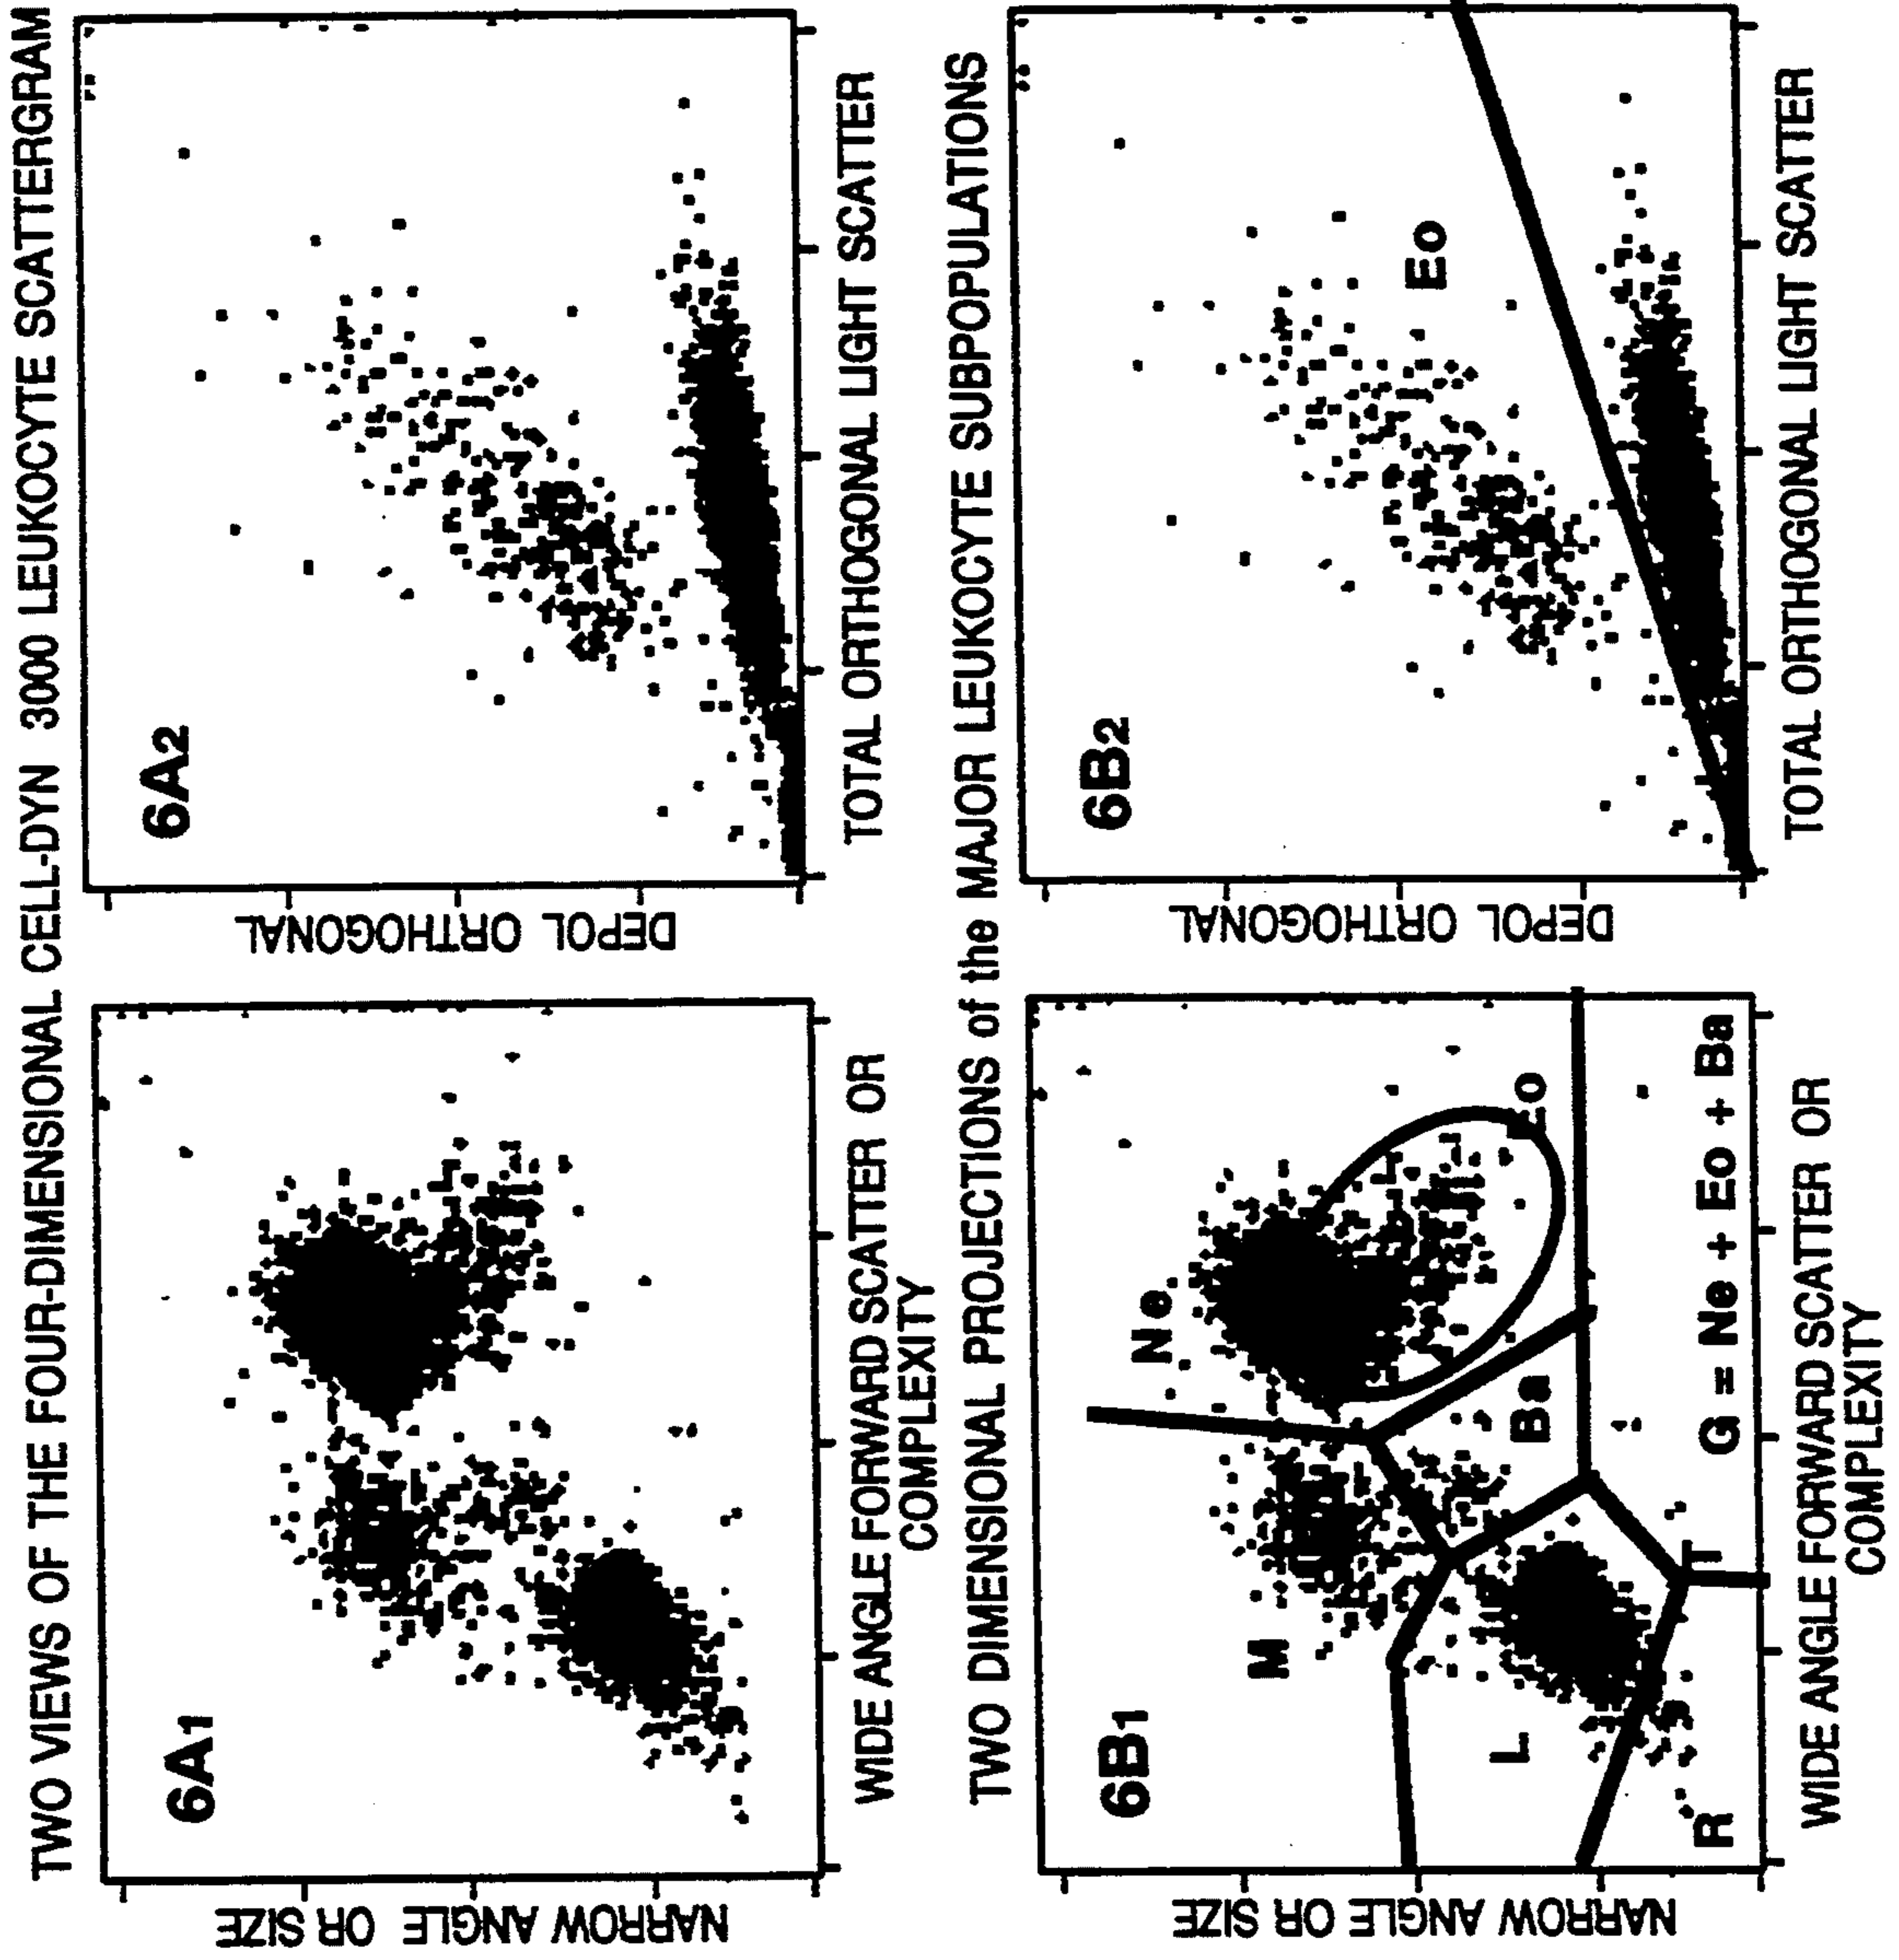 TWO VIEWS OF THE FOUR-DIMENSIONAL CELL-DYN 3000 LEUKOCYTE SCATTERGRAM
6A1
NARROW ANGLE OR SIZE
WIDE ANGLE FORWARD SCATTER OR
COMPLEXITY
6A2
DEPOL ORTHOGONAL
TOTAL ORTHOGONAL LIGHT SCATTER
TWO DIMENSIONAL PROJECTIONS of the MAJOR LEUKOCYTE SUBPOPULATIONS
6B1
NARROW ANGLE OR SIZE
Ne
M
Eo
Ba
L
T
R
G = Ne + Eo + Ba
WIDE ANGLE FORWARD SCATTER OR
COMPLEXITY
6B2
DEPOL ORTHOGONAL
Eo
TOTAL ORTHOGONAL LIGHT SCATTER